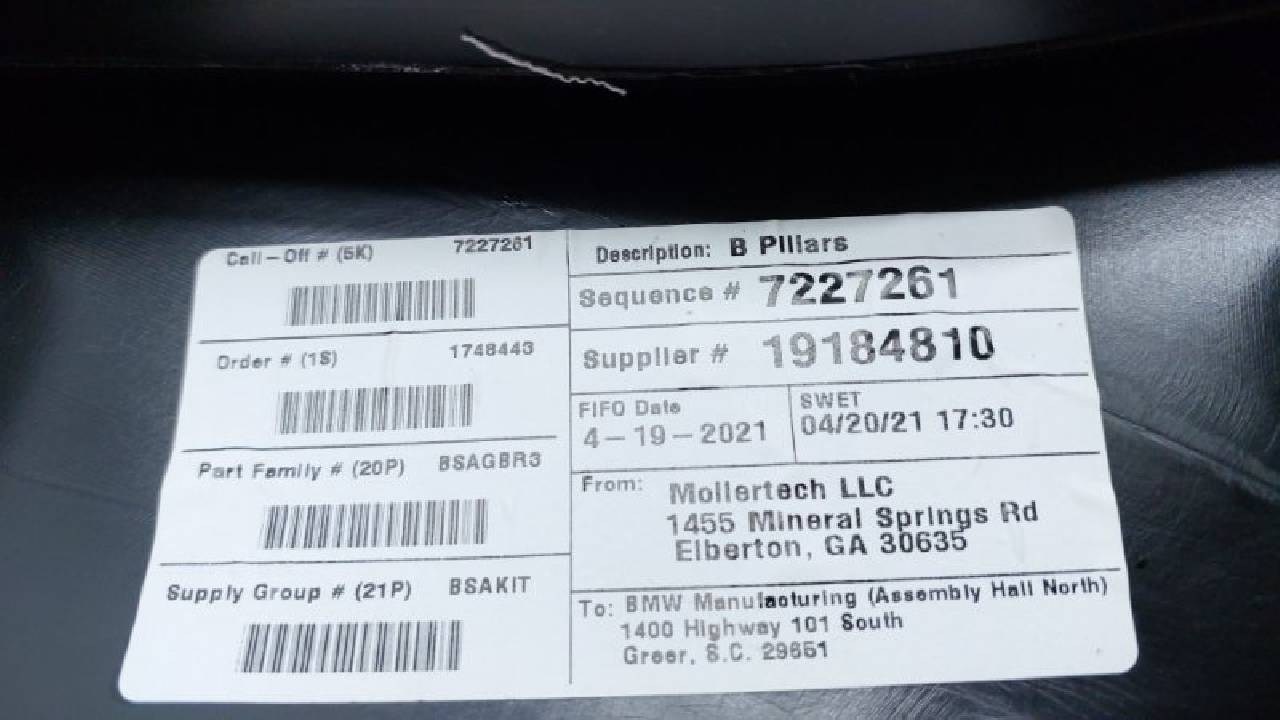 Call-Off # (5K) 7227261
Order # (1S) 1748443
Part Family # (20P) BSAGBR3
Supply Group # (21P) BSAKIT
Description: B Pillars
Sequence # 7227261
Supplier # 19184810
FIFO Date
4-19-2021
SWET
04/20/21 17:30
From: Mollertech LLC
1455 Mineral Springs Rd
Elberton, GA 30635
To: BMW Manufaoturing (Assembly Hall North)
1400 Highway 101 South
Greer, S.C. 29651